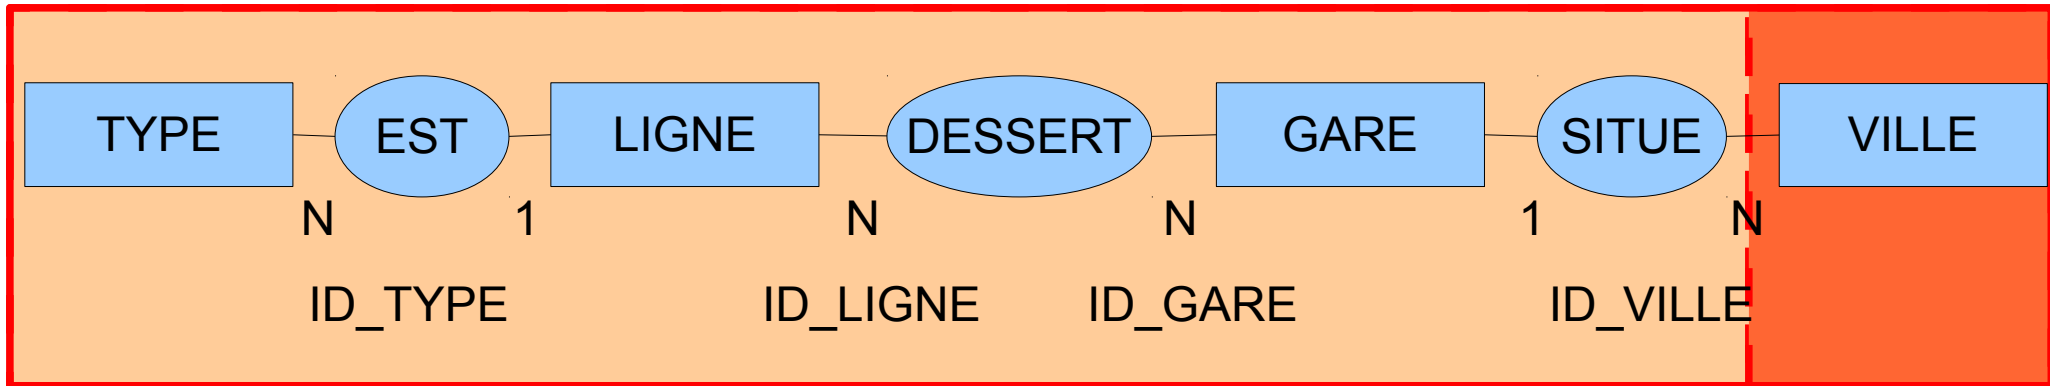 TYPE EST LIGNE DESSERT GARE SITUE VILLE
N 1 N N 1 N
ID_TYPE ID_LIGNE ID_GARE ID_VILLE